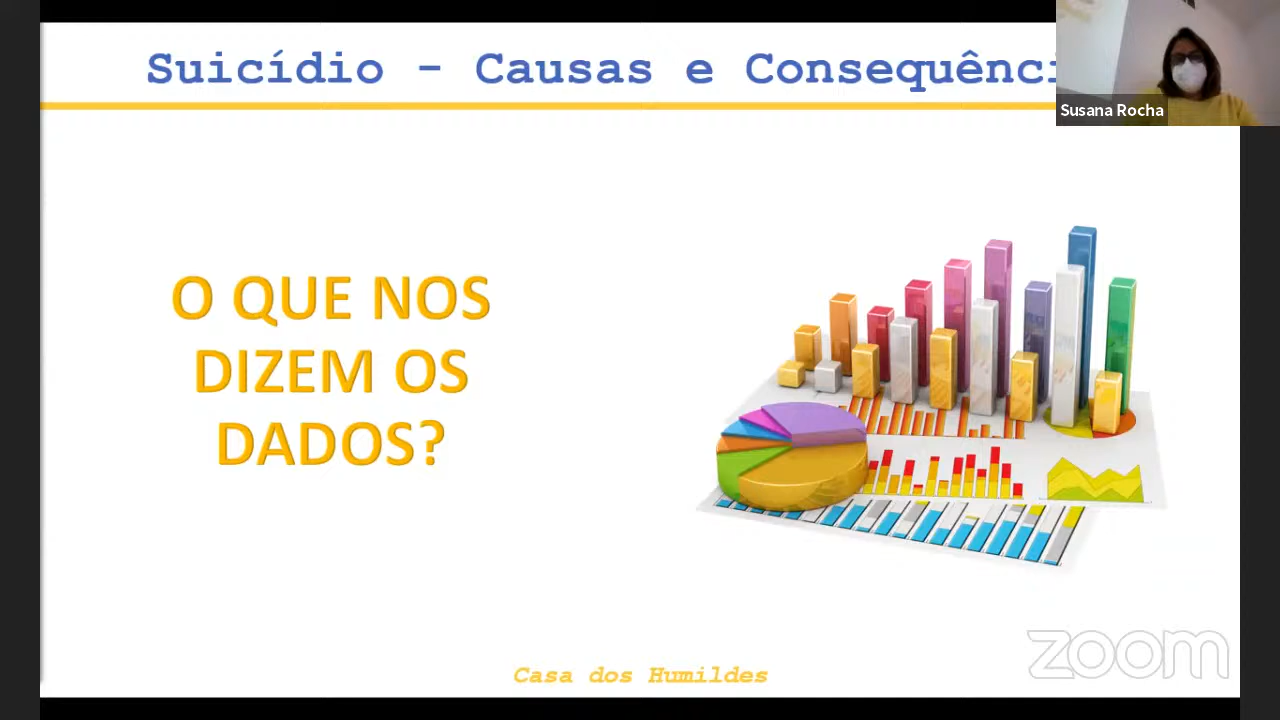 Suicídio - Causas e Consequênci
Susana Rocha
O QUE NOS
DIZEM OS
DADOS?
Casa dos Humildes
zoom